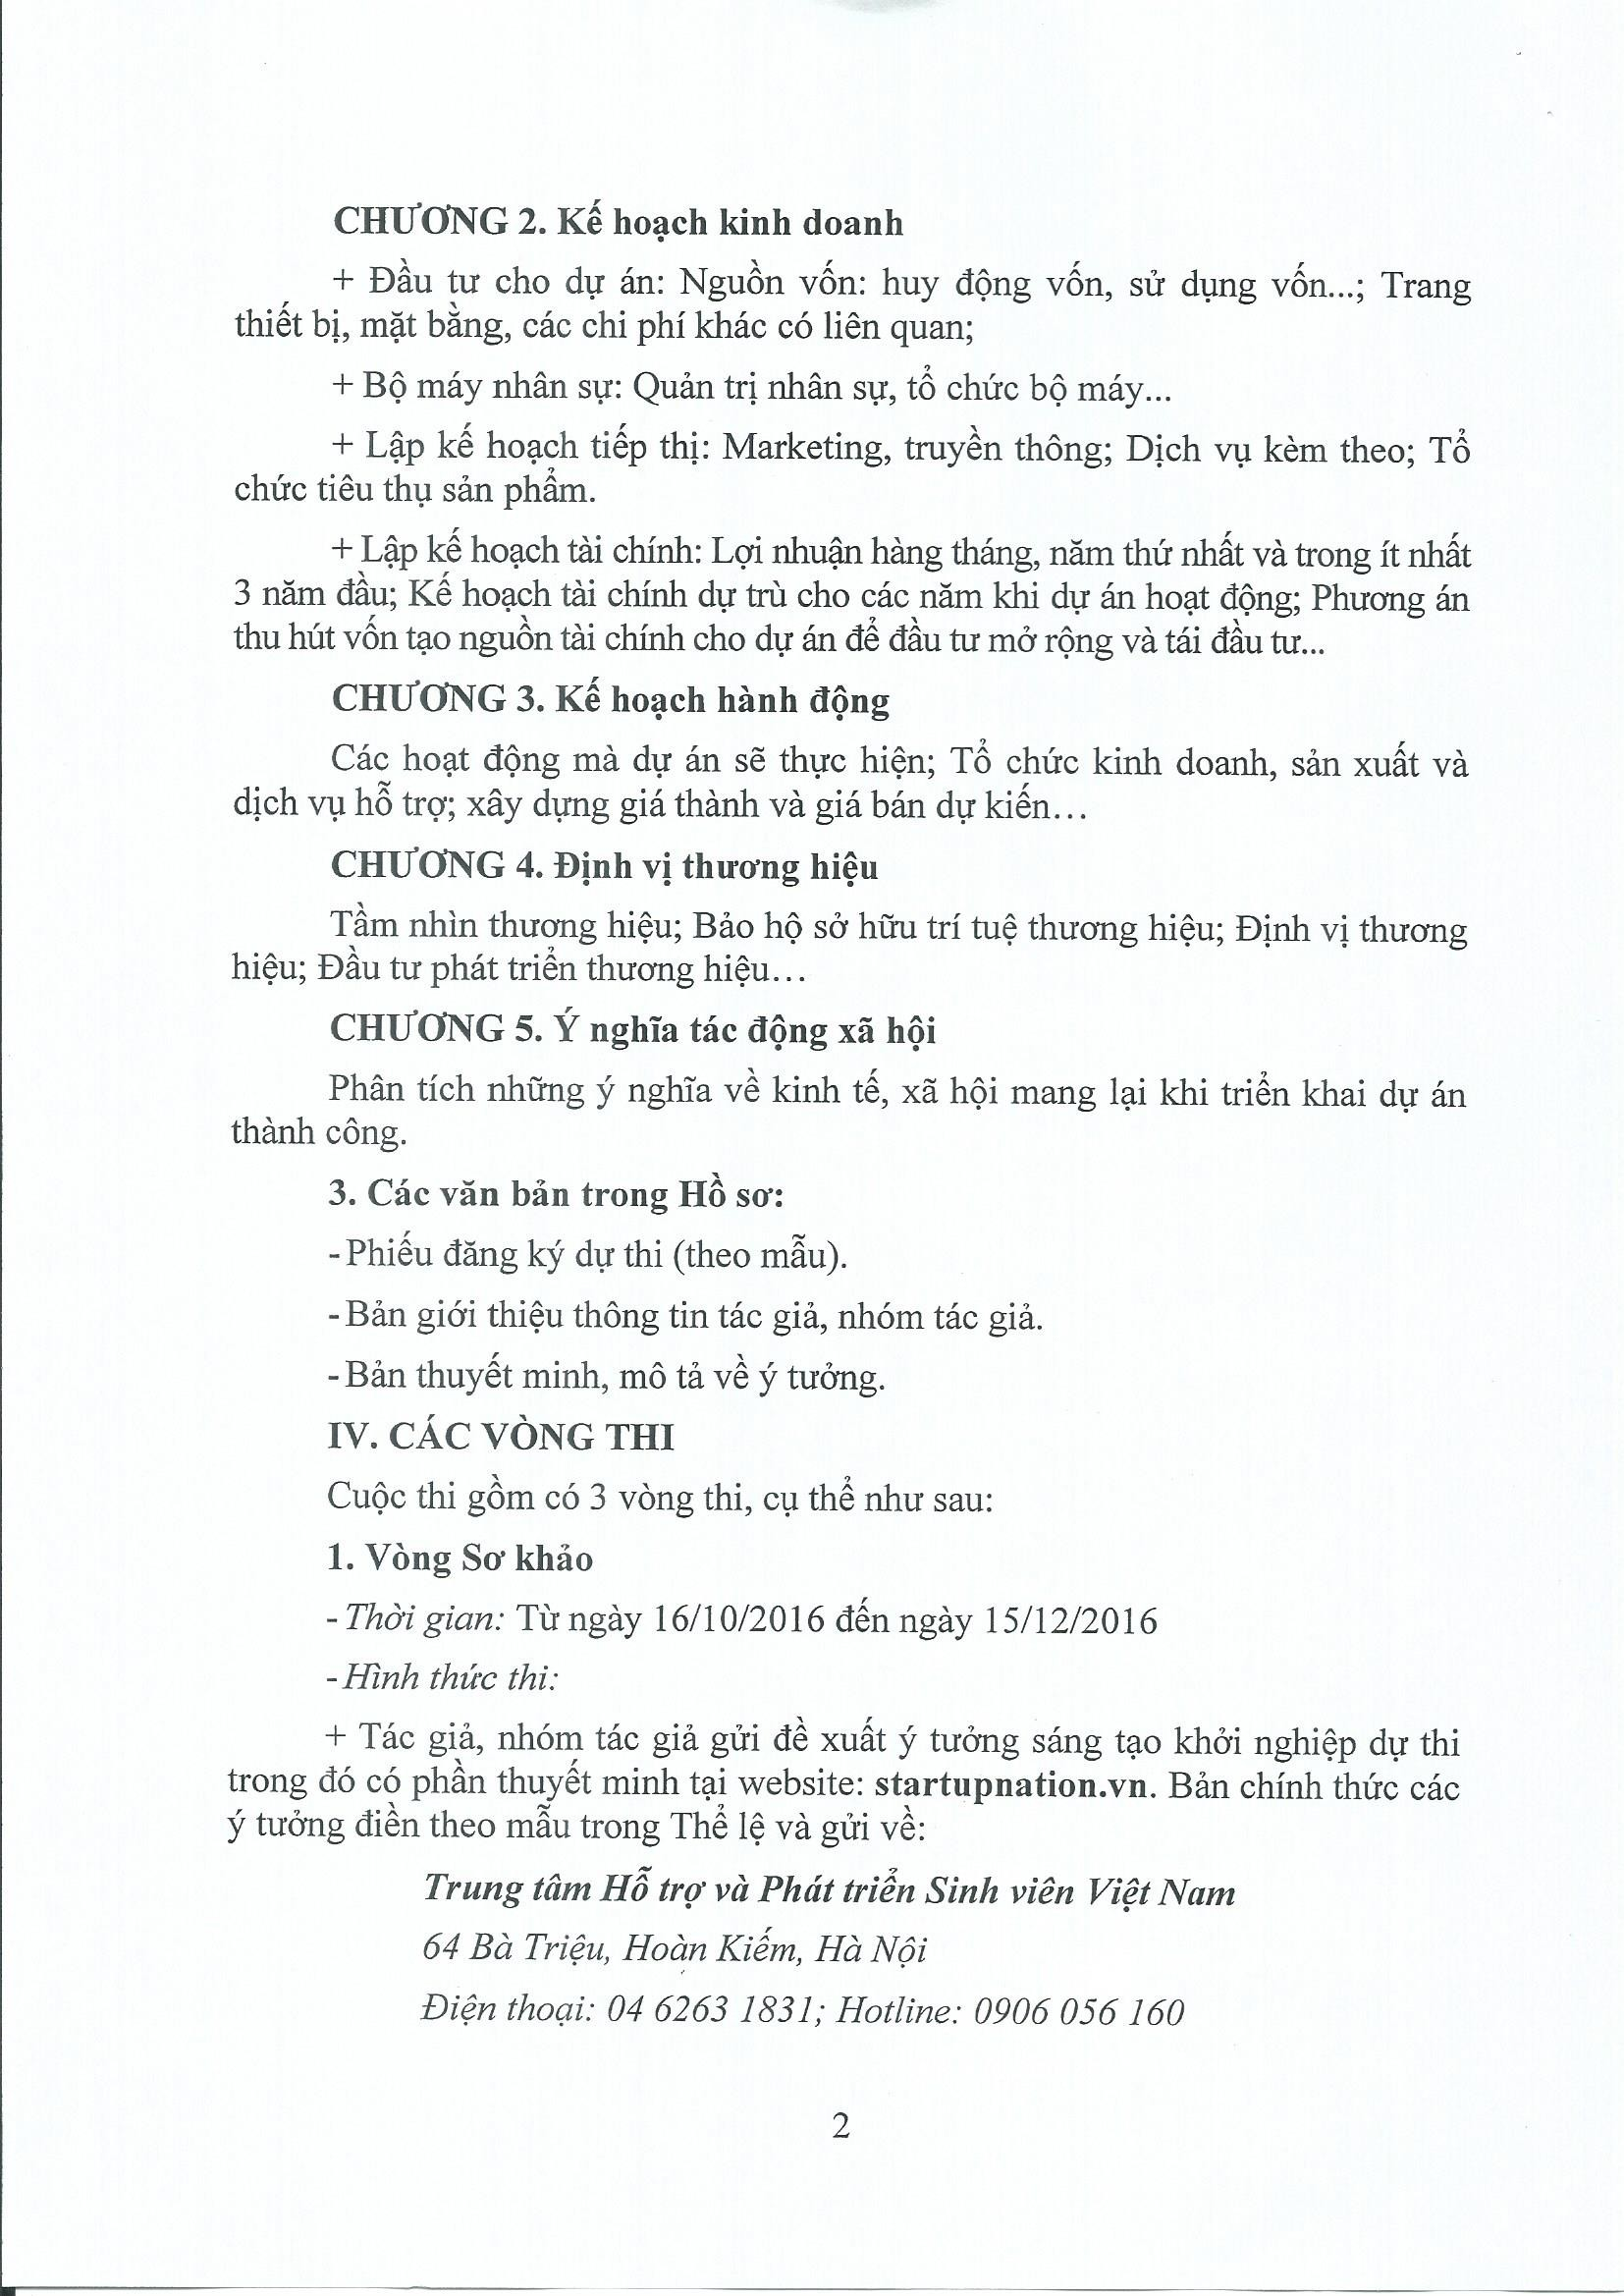 CHƯƠNG 2. Kế hoạch kinh doanh
+ Đầu tư cho dự án: Nguồn vốn: huy động vốn, sử dụng vốn...; Trang
thiết bị, mặt bằng, các chi phí khác có liên quan;
+ Bộ máy nhân sự: Quản trị nhân sự, tổ chức bộ máy...
+ Lập kế hoạch tiếp thị: Marketing, truyền thông; Dịch vụ kèm theo; Tổ
chức tiêu thụ sản phẩm.
+ Lập kế hoạch tài chính: Lợi nhuận hàng tháng, năm thứ nhất và trong ít nhất
3 năm đầu; Kế hoạch tài chính dự trù cho các năm khi dự án hoạt động; Phương án
thu hút vốn tạo nguồn tài chính cho dự án để đầu tư mở rộng và tái đầu tư...
CHƯƠNG 3. Kế hoạch hành động
Các hoạt động mà dự án sẽ thực hiện; Tổ chức kinh doanh, sản xuất và
dịch vụ hỗ trợ; xây dựng giá thành và giá bán dự kiến…
CHƯƠNG 4. Định vị thương hiệu
Tầm nhìn thương hiệu; Bảo hộ sở hữu trí tuệ thương hiệu; Định vị thương
hiệu; Đầu tư phát triển thương hiệu…
CHƯƠNG 5. Ý nghĩa tác động xã hội
Phân tích những ý nghĩa về kinh tế, xã hội mang lại khi triển khai dự án
thành công.
3. Các văn bản trong Hồ sơ:
- Phiếu đăng ký dự thi (theo mẫu).
- Bản giới thiệu thông tin tác giả, nhóm tác giả.
- Bản thuyết minh, mô tả về ý tưởng.
IV. CÁC VÒNG THI
Cuộc thi gồm có 3 vòng thi, cụ thể như sau:
1. Vòng Sơ khảo
- Thời gian: Từ ngày 16/10/2016 đến ngày 15/12/2016
- Hình thức thi:
+ Tác giả, nhóm tác giả gửi đề xuất ý tưởng sáng tạo khởi nghiệp dự thi
trong đó có phần thuyết minh tại website: startupnation.vn. Bản chính thức các
ý tưởng điền theo mẫu trong Thể lệ và gửi về:
Trung tâm Hỗ trợ và Phát triển Sinh viên Việt Nam
64 Bà Triệu, Hoàn Kiếm, Hà Nội
Điện thoại: 04 6263 1831; Hotline: 0906 056 160
2